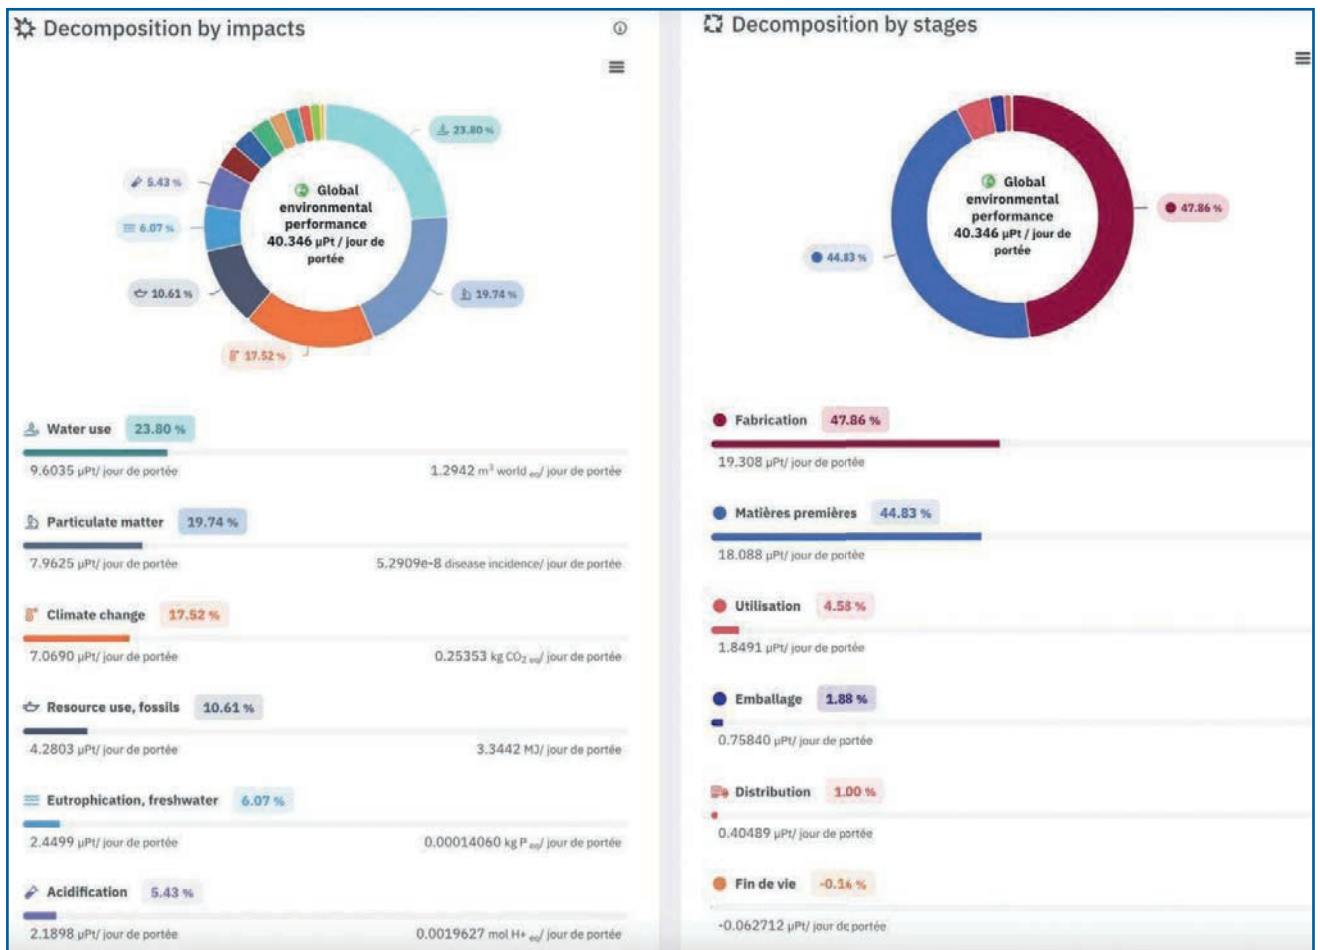 Decomposition by impacts
23.80 %
5.43 %
6.07 %
10.61 %
19.74 %
17.52 %
Global
environmental
performance
40.346 µPt / jour de
portée
Water use 23.80 %
9.6035 µPt/ jour de portée 1.2942 m³ world eq/ jour de portée
Particulate matter 19.74 %
7.9625 µPt/ jour de portée 5.2909e-8 disease incidence/ jour de portée
Climate change 17.52 %
7.0690 µPt/ jour de portée 0.25353 kg CO₂ eq/ jour de portée
Resource use, fossils 10.61 %
4.2803 µPt/ jour de portée 3.3442 MJ/ jour de portée
Eutrophication, freshwater 6.07 %
2.4499 µPt/ jour de portée 0.00014060 kg P eq/ jour de portée
Acidification 5.43 %
2.1898 µPt/ jour de portée 0.0019627 mol H+ eq/ jour de portée
Decomposition by stages
47.86 %
44.83 %
Global
environmental
performance
40.346 µPt / jour de
portée
Fabrication 47.86 %
19.308 µPt/ jour de portée
Matières premières 44.83 %
18.088 µPt/ jour de portée
Utilisation 4.58 %
1.8491 µPt/ jour de portée
Emballage 1.88 %
0.75840 µPt/ jour de portée
Distribution 1.00 %
0.40489 µPt/ jour de portée
Fin de vie -0.16 %
-0.062712 µPt/ jour de portée